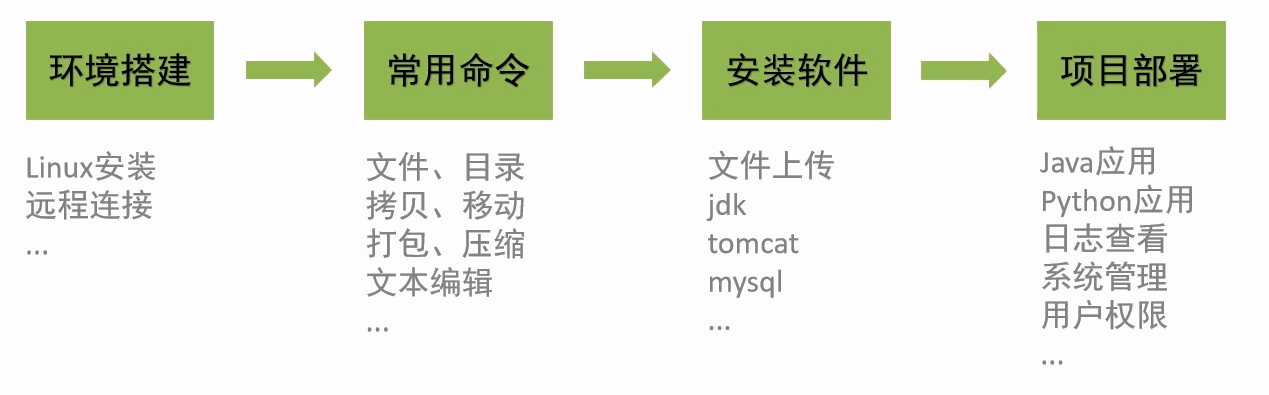 环境搭建
Linux安装
远程连接
...
常用命令
文件、目录
拷贝、移动
打包、压缩
文本编辑
...
安装软件
文件上传
jdk
tomcat
mysql
...
项目部署
Java应用
Python应用
日志查看
系统管理
用户权限
...